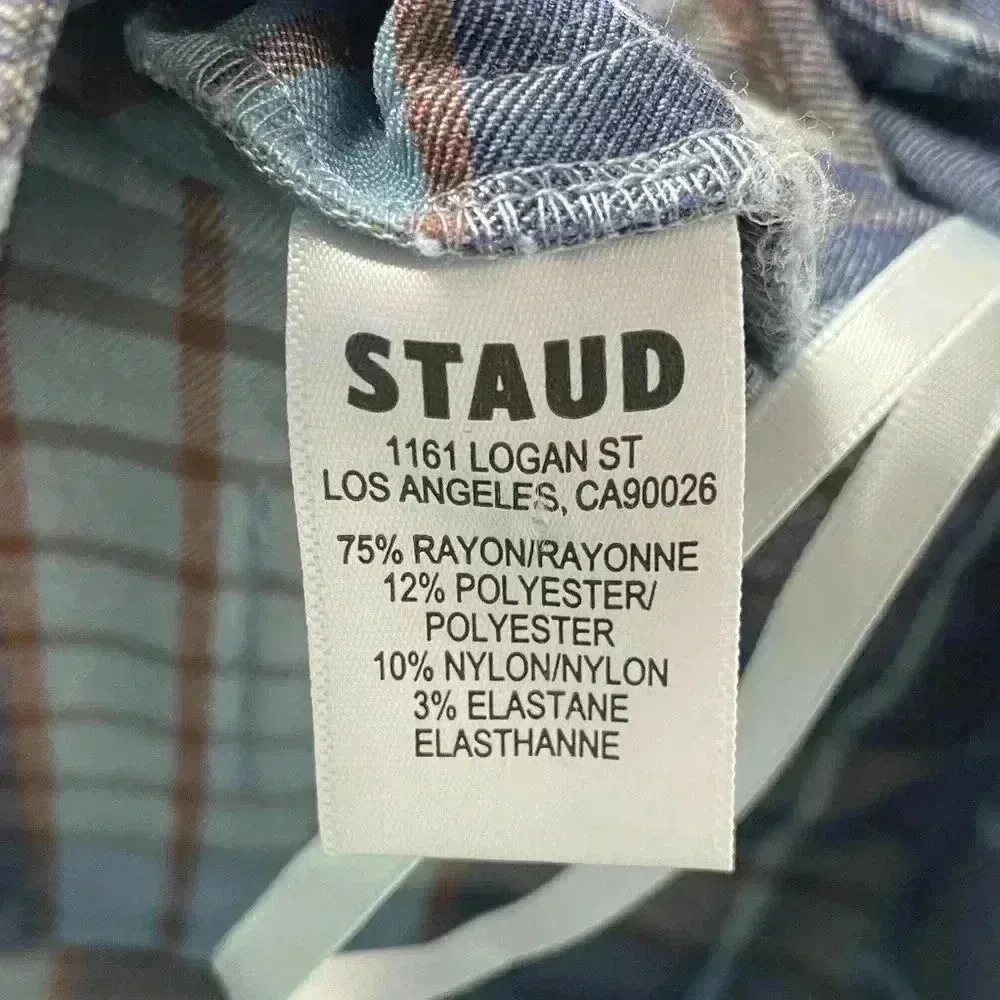 STAUD
1161 LOGAN ST
LOS ANGELES, CA90026
75% RAYON/RAYONNE
12% POLYESTER/
POLYESTER
10% NYLON/NYLON
3% ELASTANE
ELASTHANNE